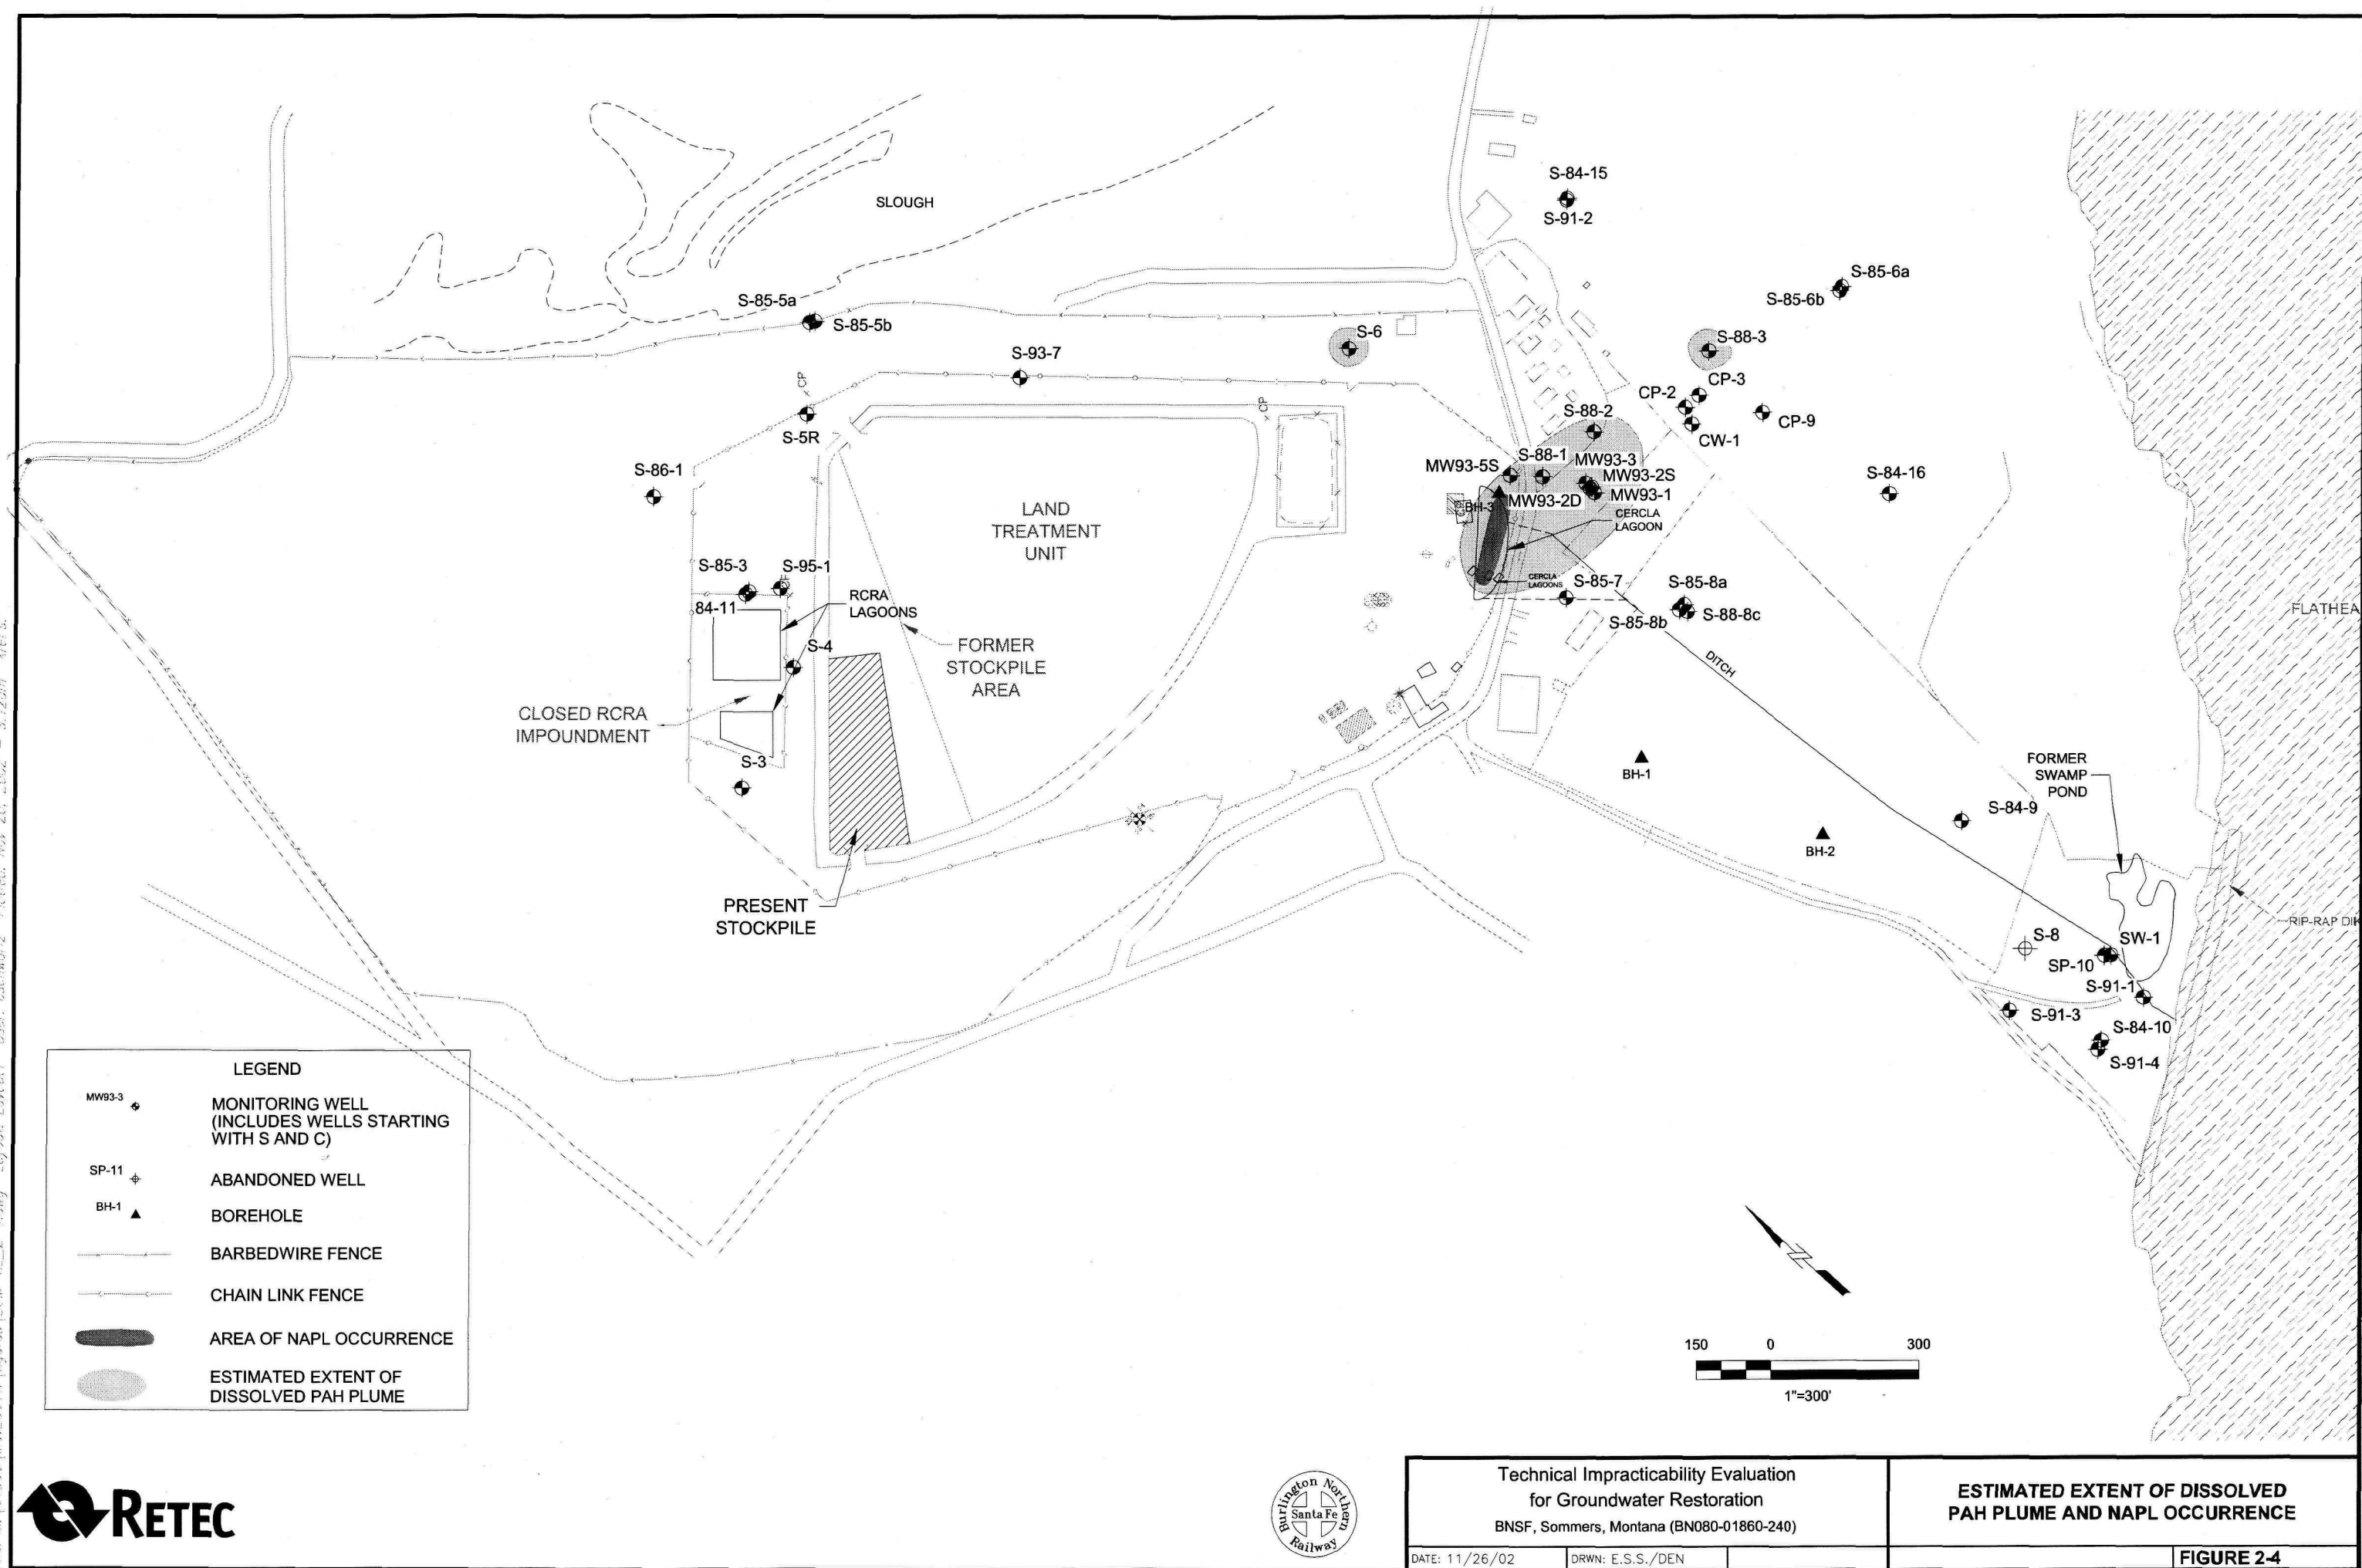 SLOUGH
S-84-15
S-91-2
S-85-6a
S-85-6b
S-85-5a
S-85-5b
S-6
S-88-3
S-93-7
CP
CP-3
CP-2
CP
CP-9
S-88-2
CW-1
S-5R
S-86-1
MW93-5S
S-88-1
MW93-3
MW93-2S
MW93-1
MW93-2D
BH-3
S-84-16
LAND
TREATMENT
UNIT
CERCLA
LAGOON
CERCLA
LAGOONS
S-85-7
S-85-8a
S-85-8b
S-88-8c
S-85-3
S-95-1
84-11
RCRA
LAGOONS
S-4
FORMER
STOCKPILE
AREA
FLATHEA
DITCH
CLOSED RCRA
IMPOUNDMENT
S-3
BH-1
BH-2
FORMER
SWAMP
POND
S-84-9
PRESENT
STOCKPILE
RIP-RAP DIK
S-8
SW-1
SP-10
S-91-1
S-91-3
S-84-10
S-91-4
LEGEND
MW93-3
MONITORING WELL
(INCLUDES WELLS STARTING
WITH S AND C)
SP-11
ABANDONED WELL
BH-1
BOREHOLE
BARBEDWIRE FENCE
CHAIN LINK FENCE
AREA OF NAPL OCCURRENCE
ESTIMATED EXTENT OF
DISSOLVED PAH PLUME
N
150 0 300
1"=300'
RETEC
Burlington Northern
Santa Fe
Railway
Technical Impracticability Evaluation
for Groundwater Restoration
BNSF, Sommers, Montana (BN080-01860-240)
DATE: 11/26/02
DRWN: E.S.S./DEN
ESTIMATED EXTENT OF DISSOLVED
PAH PLUME AND NAPL OCCURRENCE
FIGURE 2-4